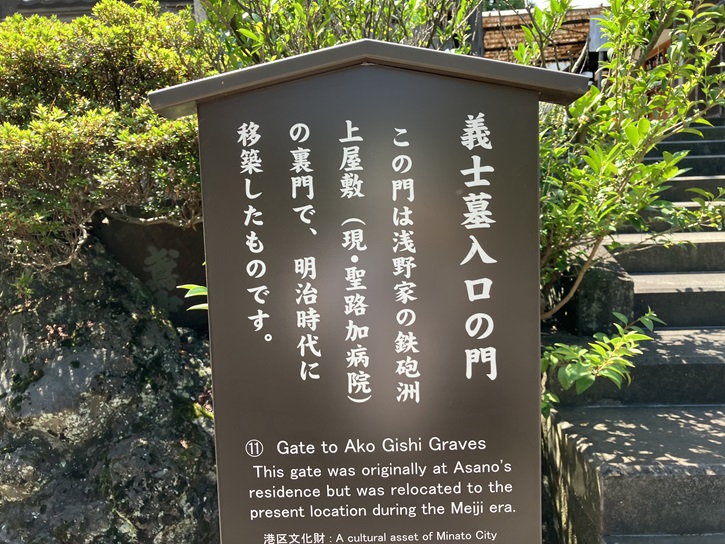 義士墓入口の門
この門は浅野家の鉄砲洲
上屋敷（現・聖路加病院）
の裏門で、明治時代に
移築したものです。
⑪ Gate to Ako Gishi Graves
This gate was originally at Asano's
residence but was relocated to the
present location during the Meiji era.
港区文化財 : A cultural asset of Minato City